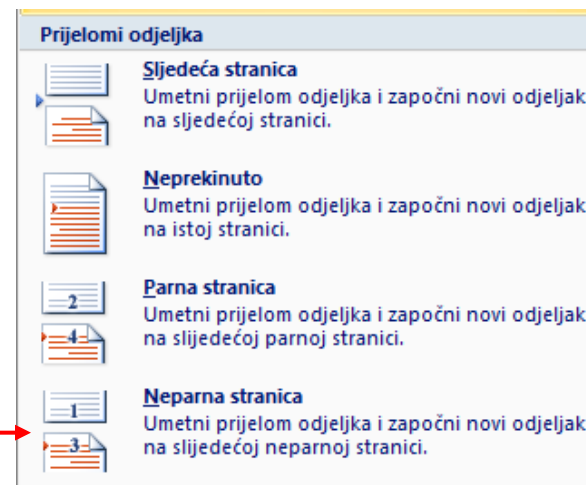 Prijelomi odjeljka
Sljedeća stranica
Umetni prijelom odjeljka i započni novi odjeljak
na sljedećoj stranici.
Neprekinuto
Umetni prijelom odjeljka i započni novi odjeljak
na istoj stranici.
2
4
Parna stranica
Umetni prijelom odjeljka i započni novi odjeljak
na slijedećoj parnoj stranici.
1
3
Neparna stranica
Umetni prijelom odjeljka i započni novi odjeljak
na slijedećoj neparnoj stranici.